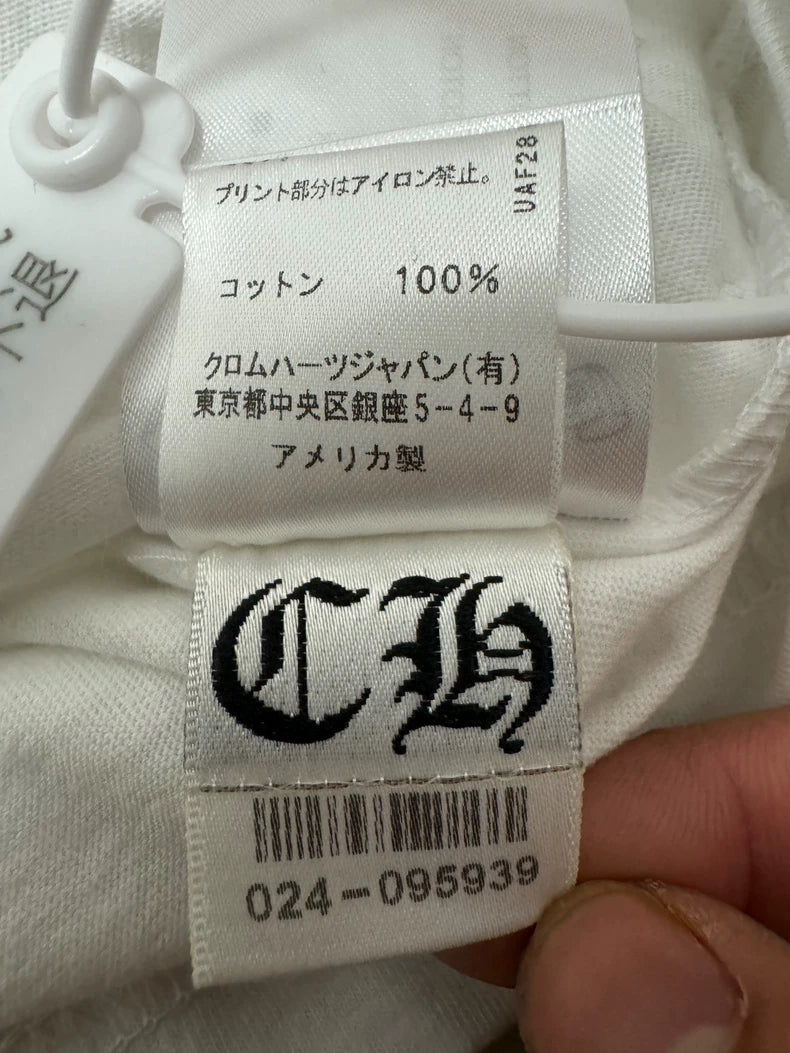 プリント部分はアイロン禁止。
UAF28
コットン 100%
クロムハーツジャパン(有)
東京都中央区銀座5-4-9
アメリカ製
退
CH
024-095939